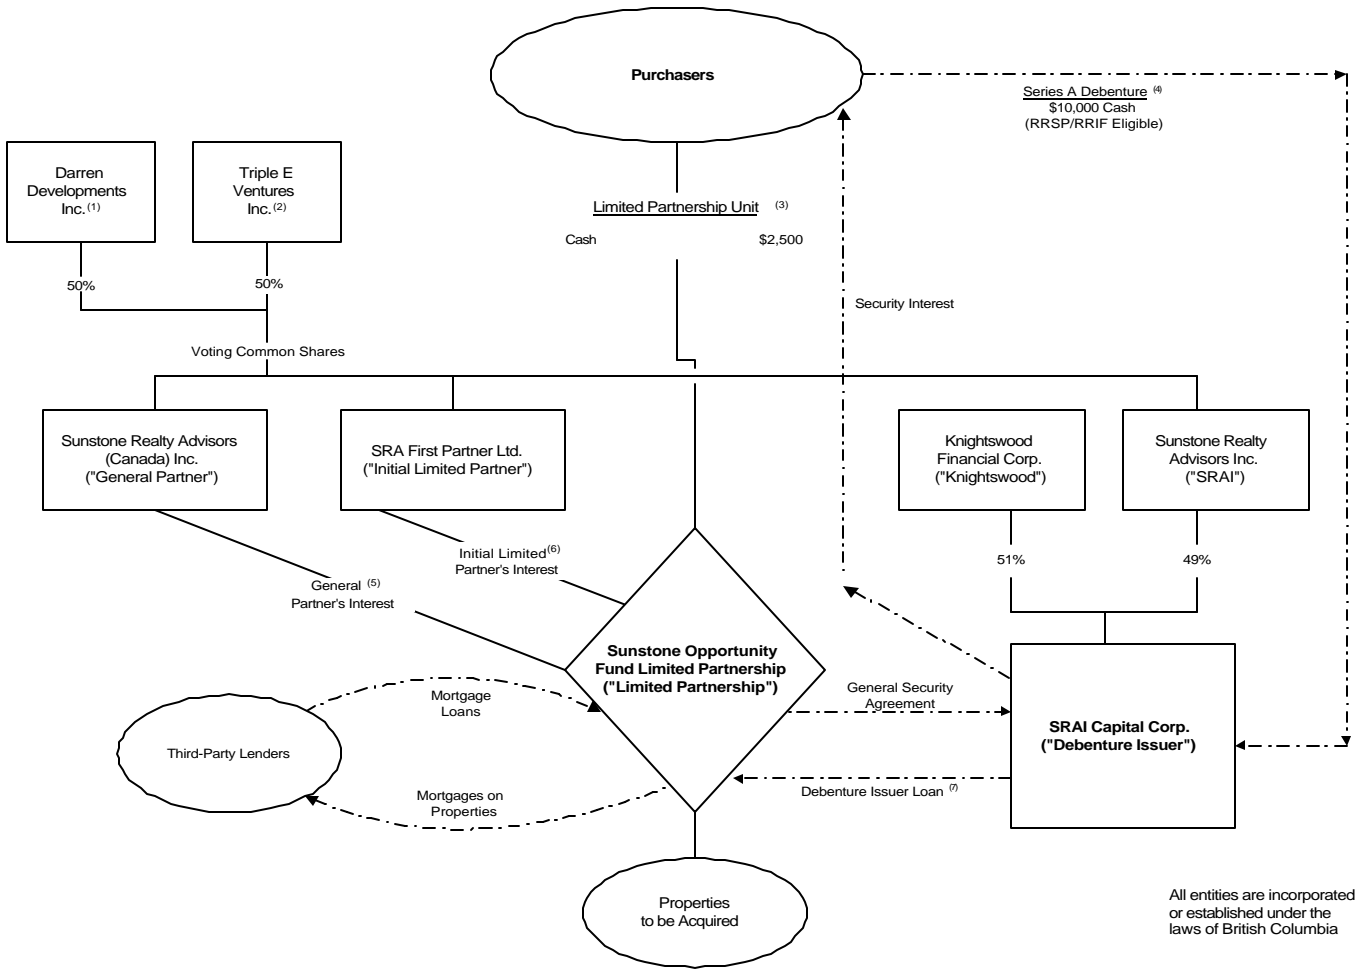 Purchasers
Series A Debenture (4)
$10,000 Cash
(RRSP/RRIF Eligible)
Darren
Developments
Inc. (1)
Triple E
Ventures
Inc. (2)
Limited Partnership Unit (3)
Cash $2,500
50%
50%
Security Interest
Voting Common Shares
Sunstone Realty Advisors
(Canada) Inc.
("General Partner")
SRA First Partner Ltd.
("Initial Limited Partner")
Knightswood
Financial Corp.
("Knightswood")
Sunstone Realty
Advisors Inc.
("SRAI")
Initial Limited (6)
Partner's Interest
51%
49%
General (5)
Partner's Interest
Sunstone Opportunity
Fund Limited Partnership
("Limited Partnership")
General Security
Agreement
Mortgage
Loans
SRAI Capital Corp.
("Debenture Issuer")
Third-Party Lenders
Debenture Issuer Loan (7)
Mortgages on
Properties
Properties
to be Acquired
All entities are incorporated
or established under the
laws of British Columbia